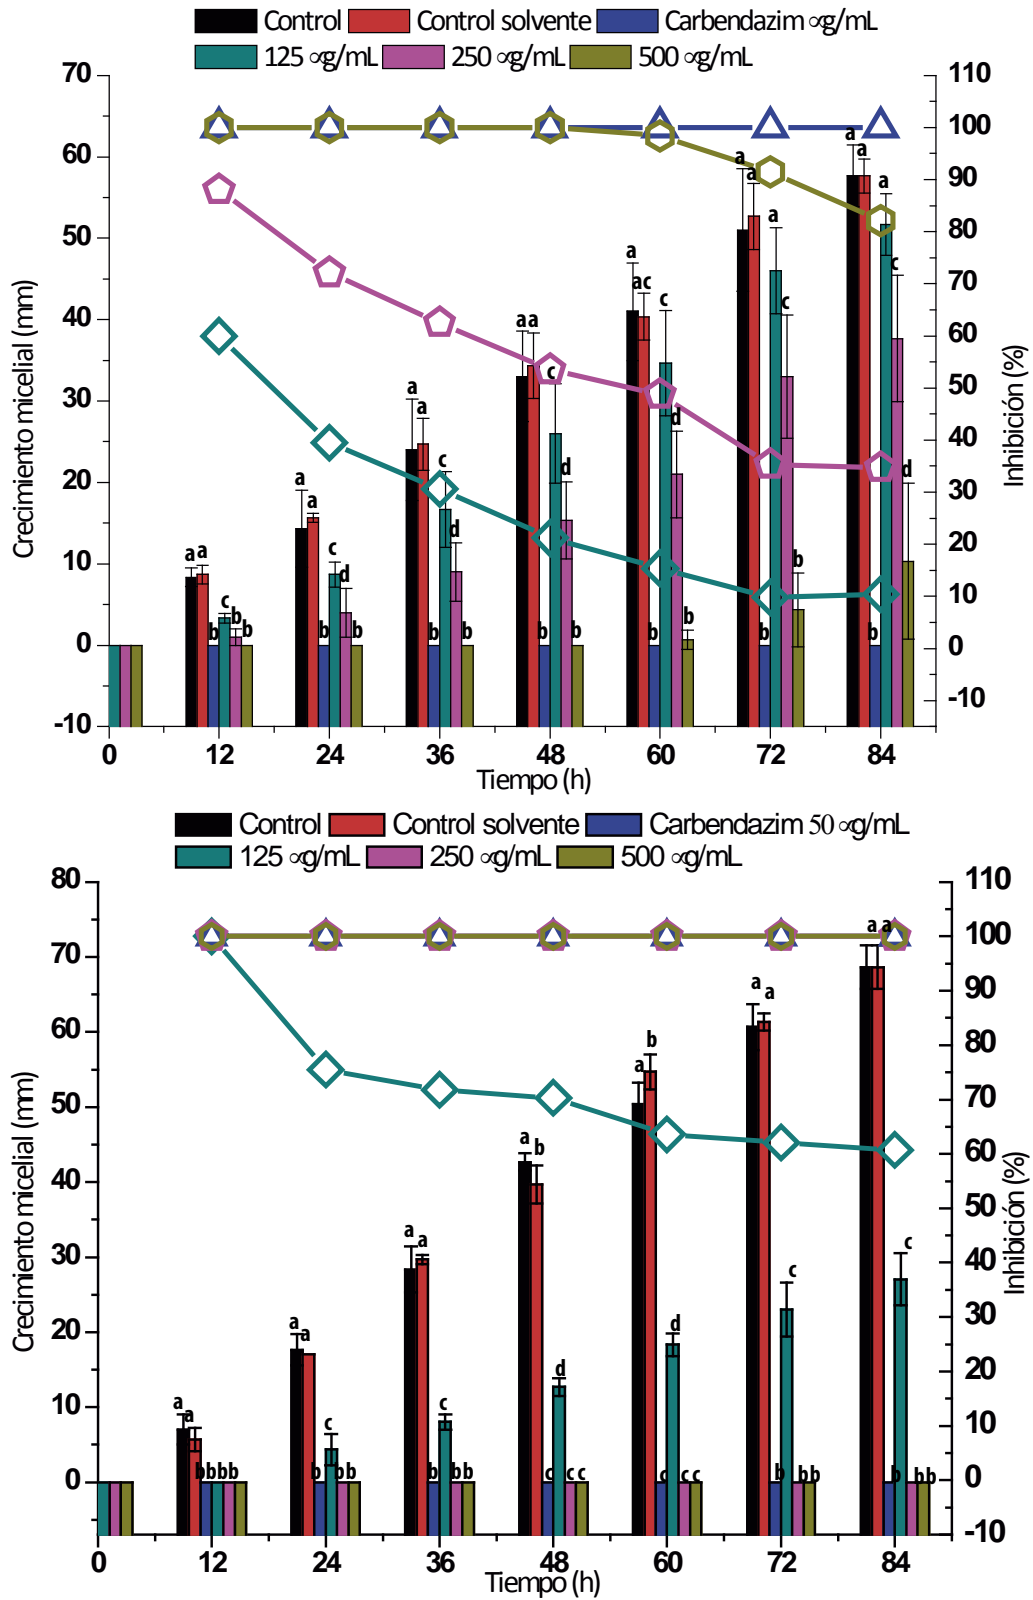 Control Control solvente Carbendazim ∝g/mL
125 ∝g/mL 250 ∝g/mL 500 ∝g/mL
70 110
60 100
50 90
40 80
30 70
20 60
10 50
0 40
-10 30
20
10
0
-10
Crecimiento micelial (mm)
Inhibición (%)
a a b c b b
a a b c d b
a a b c d b
a a b c d b
a ac b c d b
a a b a c b
a a b a c d
0 12 24 36 48 60 72 84
Tiempo (h)
Control Control solvente Carbendazim 50 ∝g/mL
125 ∝g/mL 250 ∝g/mL 500 ∝g/mL
80 110
70 100
60 90
50 80
40 70
30 60
20 50
10 40
0 30
20
10
0
-10
Crecimiento micelial (mm)
Inhibición (%)
a a b b b b
a a b c b b
a a b c b b
a b c d c c
a b c d c c
a a b c b b
a a b c b b
0 12 24 36 48 60 72 84
Tiempo (h)